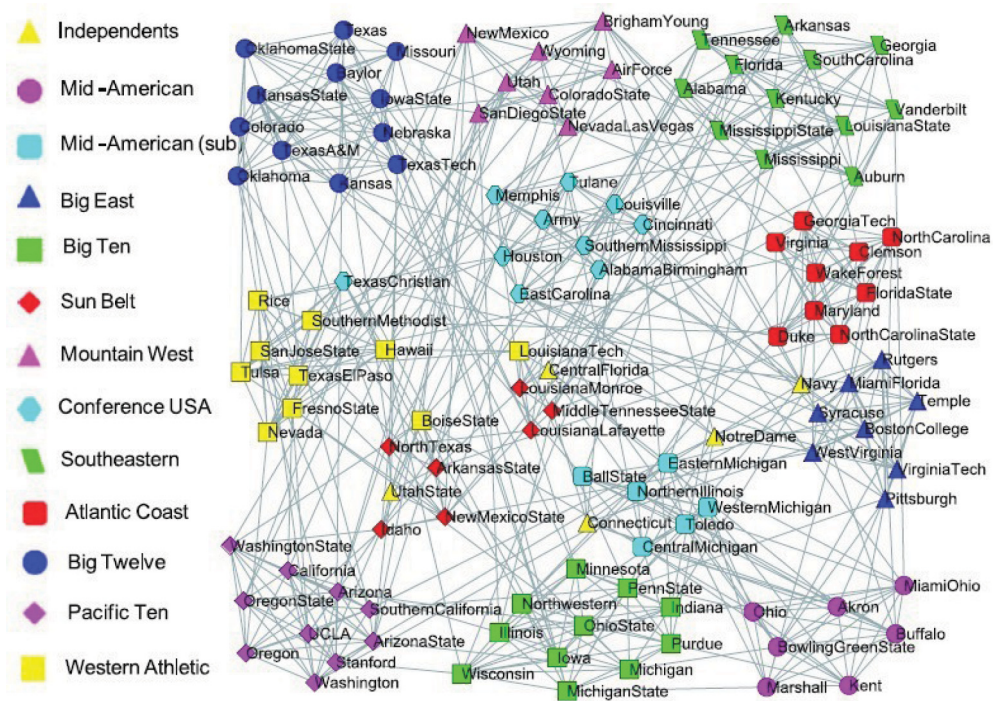 Independents
Mid -American
Mid -American (sub)
Big East
Big Ten
Sun Belt
Mountain West
Conference USA
Southeastern
Atlantic Coast
Big Twelve
Pacific Ten
Western Athletic
Texas
OklahomaState
Missouri
Baylor
KansasState
IowaState
Colorado
Nebraska
TexasA&M
TexasTech
Oklahoma
Kansas
NewMexico
BrighamYoung
Wyoming
AirForce
Utah
ColoradoState
SanDiegoState
NevadaLasVegas
Arkansas
Tennessee
Georgia
Florida
SouthCarolina
Alabama
Kentucky
Vanderbilt
MississippiState
LouisianaState
Mississippi
Auburn
Memphis
Tulane
Louisville
Army
Cincinnati
SouthernMississippi
Houston
AlabamaBirmingham
EastCarolina
TexasChristian
GeorgiaTech
Virginia
NorthCarolina
Clemson
WakeForest
FloridaState
Maryland
Duke
NorthCarolinaState
Rice
SouthernMethodist
SanJoseState
Hawaii
Tulsa
TexasElPaso
FresnoState
Nevada
BoiseState
LouisianaTech
CentralFlorida
LouisianaMonroe
MiddleTennesseeState
LouisianaLafayette
NorthTexas
ArkansasState
UtahState
NewMexicoState
Idaho
Rutgers
Navy
MiamiFlorida
Temple
Syracuse
BostonCollege
WestVirginia
VirginiaTech
Pittsburgh
NotreDame
EasternMichigan
BallState
NorthernIllinois
WesternMichigan
Connecticut
Toledo
CentralMichigan
WashingtonState
California
Arizona
OregonState
SouthernCalifornia
UCLA
ArizonaState
Oregon
Stanford
Washington
Minnesota
PennState
Northwestern
Indiana
OhioState
Illinois
Purdue
Iowa
Wisconsin
Michigan
MichiganState
MiamiOhio
Ohio
Akron
Buffalo
BowlingGreenState
Marshall
Kent